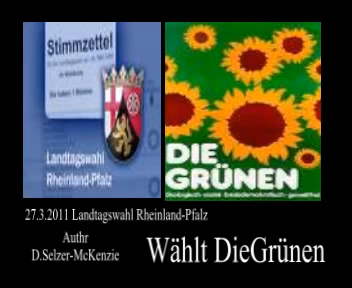 Stimmzettel
Landtagswahl
Rheinland-Pfalz
DIE
GRÜNEN
27.3.2011 Landtagswahl Rheinland-Pfalz
Authr
D.Selzer-McKenzie
Wählt DieGrünen